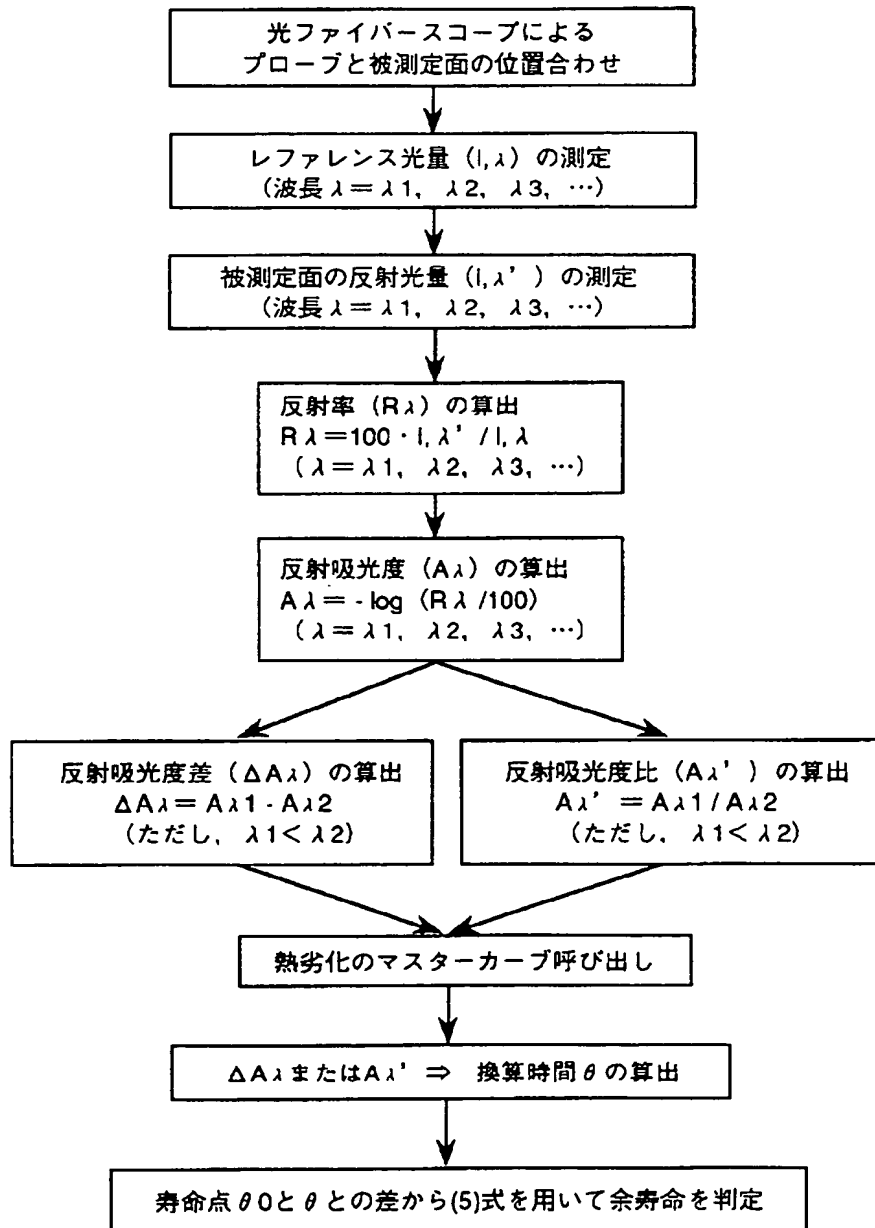 光ファイバースコープによる
プローブと被測定面の位置合わせ
レファレンス光量（I,λ）の測定
（波長λ＝λ1, λ2, λ3, …）
被測定面の反射光量（I,λ'）の測定
（波長λ＝λ1, λ2, λ3, …）
反射率（Rλ）の算出
Rλ＝100・I,λ' / I,λ
（λ＝λ1, λ2, λ3, …）
反射吸光度（Aλ）の算出
Aλ＝ - log（Rλ/100）
（λ＝λ1, λ2, λ3, …）
反射吸光度差（ΔAλ）の算出
ΔAλ＝Aλ1 - Aλ2
（ただし, λ1＜λ2）
反射吸光度比（Aλ'）の算出
Aλ'＝Aλ1 / Aλ2
（ただし, λ1＜λ2）
熱劣化のマスターカーブ呼び出し
ΔAλまたはAλ' ⇒ 換算時間θの算出
寿命点θ0とθとの差から(5)式を用いて余寿命を判定